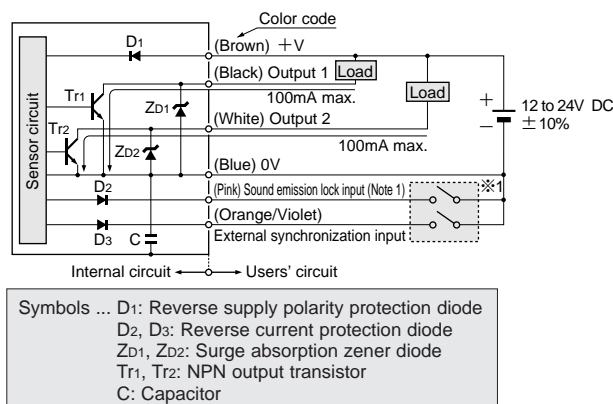 Color code
D1
(Brown) +V
(Black) Output 1
Load
Load
Tr1
100mA max.
ZD1
+
12 to 24V DC
± 10%
−
Sensor circuit
Tr2
(White) Output 2
100mA max.
ZD2
(Blue) 0V
D2
(Pink) Sound emission lock input (Note 1)
※1
(Orange/Violet)
D3
C
External synchronization input
Internal circuit
Users' circuit
Symbols ... D1: Reverse supply polarity protection diode
D2, D3: Reverse current protection diode
ZD1, ZD2: Surge absorption zener diode
Tr1, Tr2: NPN output transistor
C: Capacitor